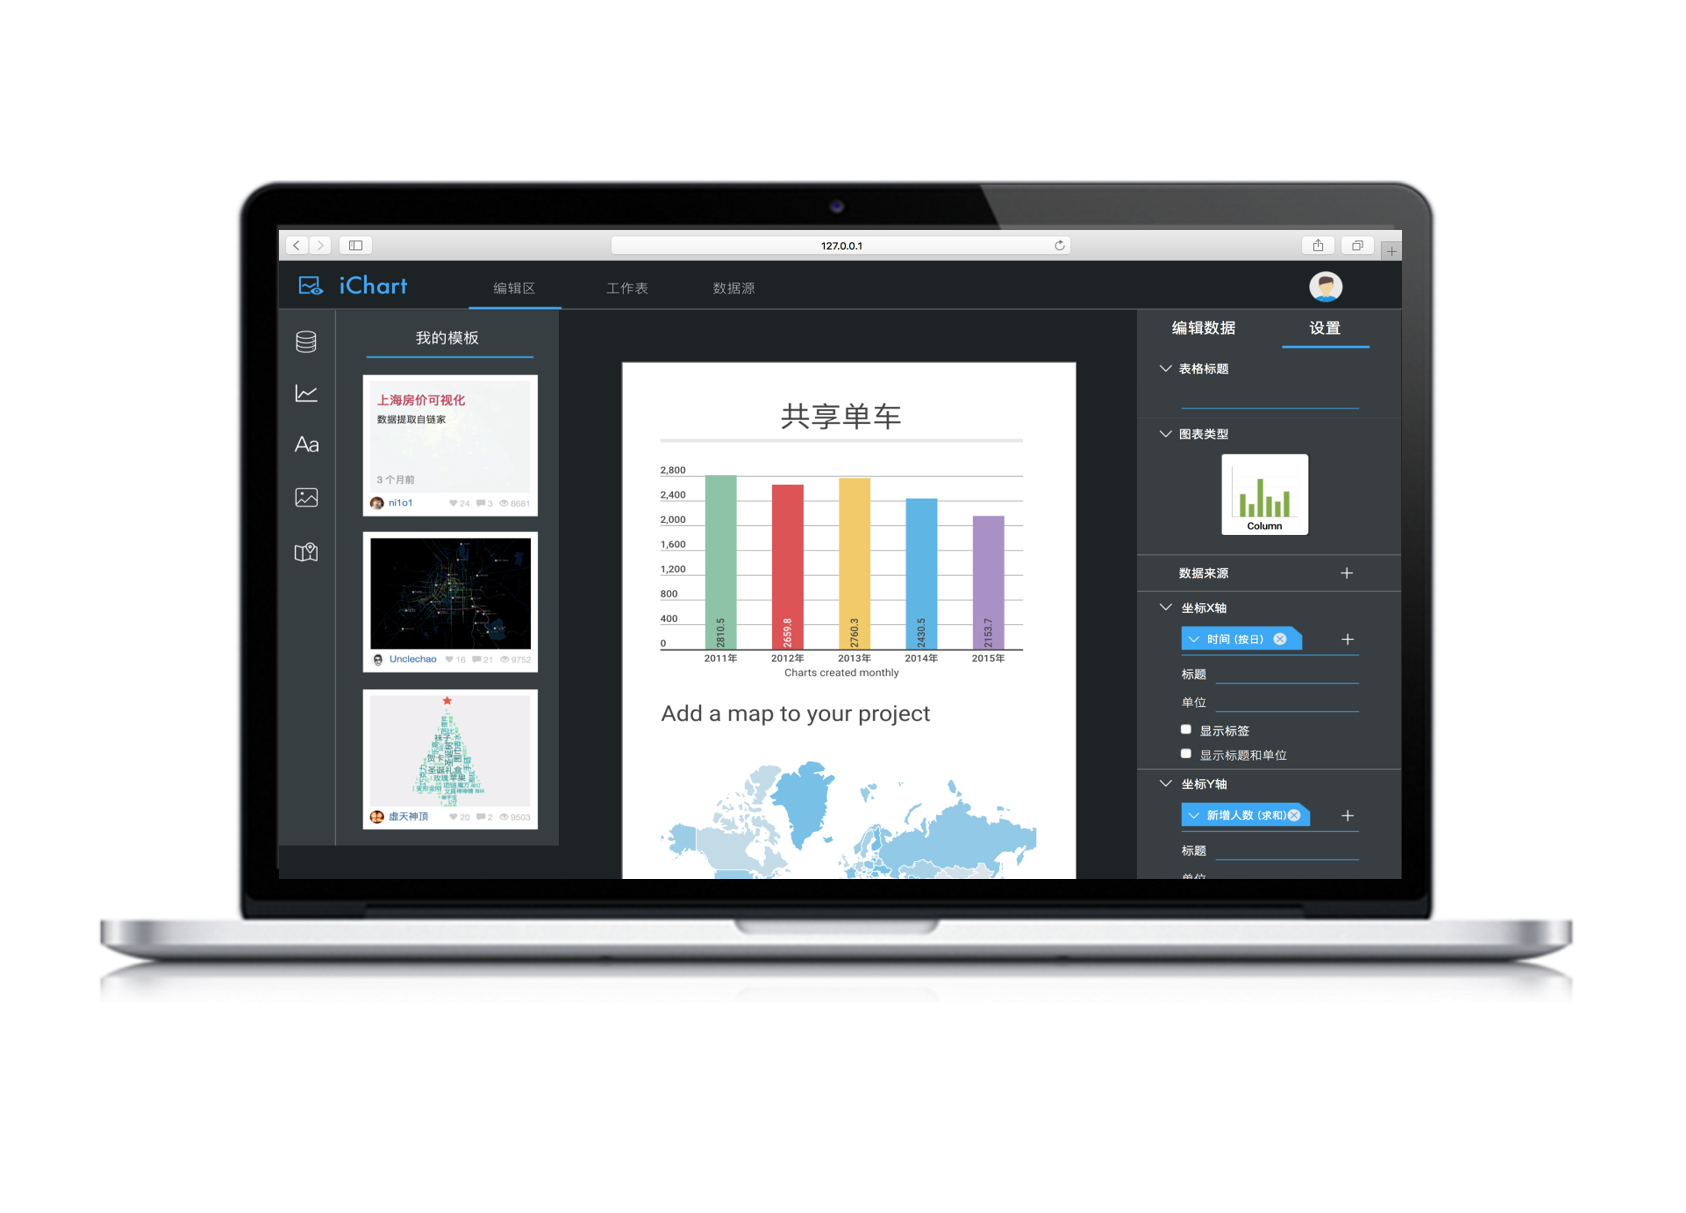 127.0.0.1
iChart
编辑区
工作表
数据源
Aa
我的模板
上海房价可视化
数据提取自链家
3 个月前
ni1o1 24 3 8681
Unclechao 16 21 9752
虚天神顶 20 2 9503
共享单车
2,800
2,400
2,000
1,600
1,200
800
400
0
2810.5
2659.8
2760.3
2430.5
2153.7
2011年 2012年 2013年 2014年 2015年
Charts created monthly
Add a map to your project
编辑数据 设置
表格标题
图表类型
Column
数据来源
坐标X轴
时间 (按日)
标题
单位
显示标签
显示标题和单位
坐标Y轴
新增人数 (求和)
标题
单位